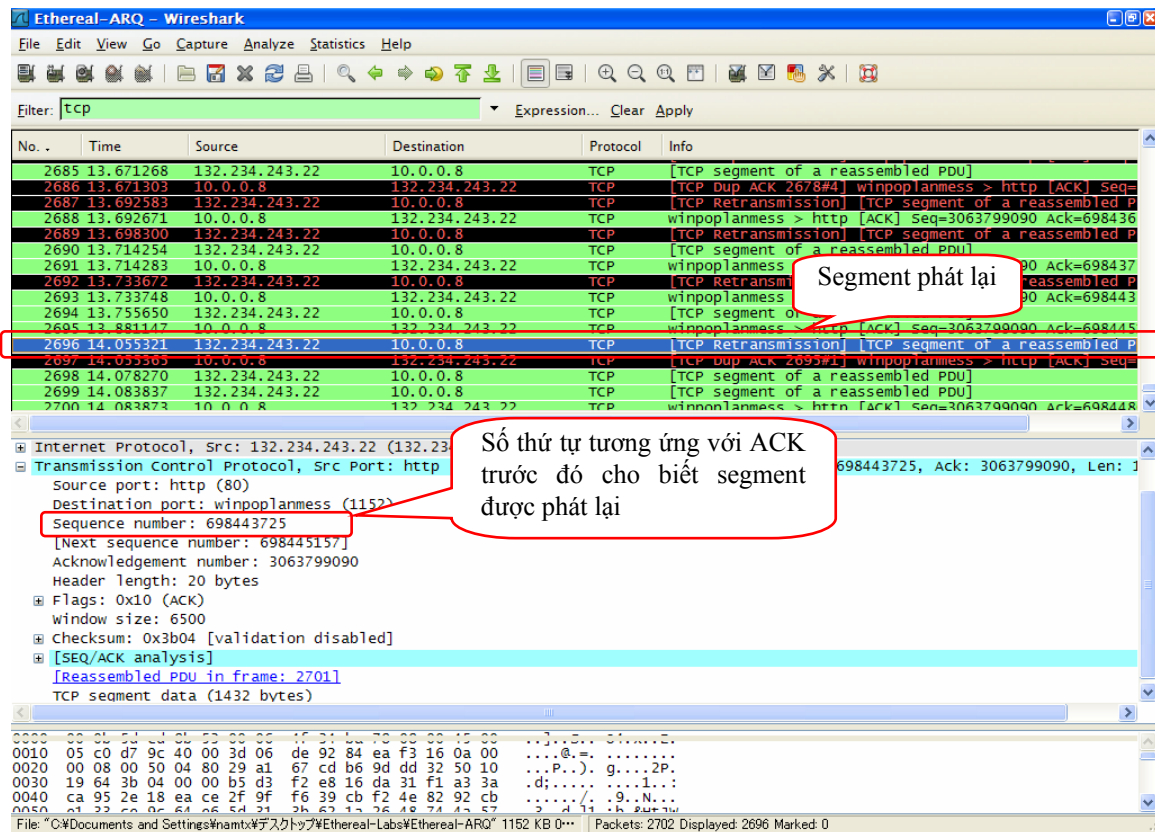 Ethereal-ARQ - Wireshark
File Edit View Go Capture Analyze Statistics Help
Filter: tcp Expression... Clear Apply
No. . Time Source Destination Protocol Info
2685 13.671268 132.234.243.22 10.0.0.8 TCP [TCP segment of a reassembled PDU]
2686 13.671303 10.0.0.8 132.234.243.22 TCP [TCP Dup ACK 2678#4] winpoplanmess > http [ACK] Seq=
2687 13.692583 132.234.243.22 10.0.0.8 TCP [TCP Retransmission] [TCP segment of a reassembled P
2688 13.692671 10.0.0.8 132.234.243.22 TCP winpoplanmess > http [ACK] Seq=3063799090 Ack=698436
2689 13.698300 132.234.243.22 10.0.0.8 TCP [TCP Retransmission] [TCP segment of a reassembled P
2690 13.714254 132.234.243.22 10.0.0.8 TCP [TCP segment of a reassembled PDU]
2691 13.714283 10.0.0.8 132.234.243.22 TCP winpoplanmess 90 Ack=698437
2692 13.733672 132.234.243.22 10.0.0.8 TCP [TCP Retransmi eassembled P
2693 13.733748 10.0.0.8 132.234.243.22 TCP winpoplanmess 90 Ack=698443
2694 13.755650 132.234.243.22 10.0.0.8 TCP [TCP segment of
Segment phát lại
2695 13.881147 10.0.0.8 132.234.243.22 TCP winpoplanmess > http [ACK] Seq=3063799090 Ack=698445
2696 14.055321 132.234.243.22 10.0.0.8 TCP [TCP Retransmission] [TCP segment of a reassembled P
2697 14.055365 10.0.0.8 132.234.243.22 TCP [TCP Dup ACK 2695#1] winpoplanmess > http [ACK] Seq=
2698 14.078270 132.234.243.22 10.0.0.8 TCP [TCP segment of a reassembled PDU]
2699 14.083837 132.234.243.22 10.0.0.8 TCP [TCP segment of a reassembled PDU]
2700 14.083873 10.0.0.8 132.234.243.22 TCP winpoplanmess > http [ACK] Seq=3063799090 Ack=698448
Internet Protocol, Src: 132.234.243.22 (132.23
Transmission Control Protocol, Src Port: http 698443725, Ack: 3063799090, Len: 1
Số thứ tự tương ứng với ACK
trước đó cho biết segment
được phát lại
Source port: http (80)
Destination port: winpoplanmess (1152)
Sequence number: 698443725
[Next sequence number: 698445157]
Acknowledgement number: 3063799090
Header length: 20 bytes
Flags: 0x10 (ACK)
Window size: 6500
Checksum: 0x3b04 [validation disabled]
[SEQ/ACK analysis]
[Reassembled PDU in frame: 2701]
TCP segment data (1432 bytes)
0010 05 c0 d7 9c 40 00 3d 06 de 92 84 ea f3 16 0a 00 ....@.=. ........
0020 00 08 00 50 04 80 29 a1 67 cd b6 9d dd 32 50 10 ...P..). g....2P.
0030 19 64 3b 04 00 00 b5 d3 f2 e8 16 da 31 f1 a3 3a .d;..... ....1..:
0040 ca 95 2e 18 ea ce 2f 9f f6 39 cb f2 4e 82 92 cb ....../. .9..N...
File: "C:¥Documents and Settings¥namtx¥デスクトップ¥Ethereal-Labs¥Ethereal-ARQ" 1152 KB 0... Packets: 2702 Displayed: 2696 Marked: 0